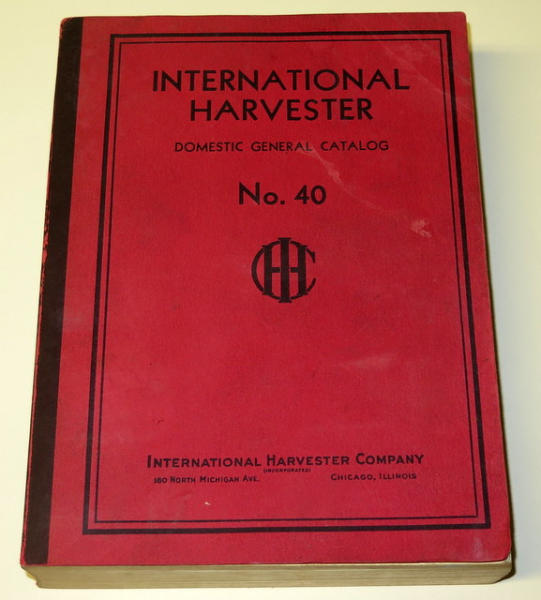 INTERNATIONAL
HARVESTER
DOMESTIC GENERAL CATALOG
No. 40
IHC
INTERNATIONAL HARVESTER COMPANY
(INCORPORATED)
180 NORTH MICHIGAN AVE. CHICAGO, ILLINOIS